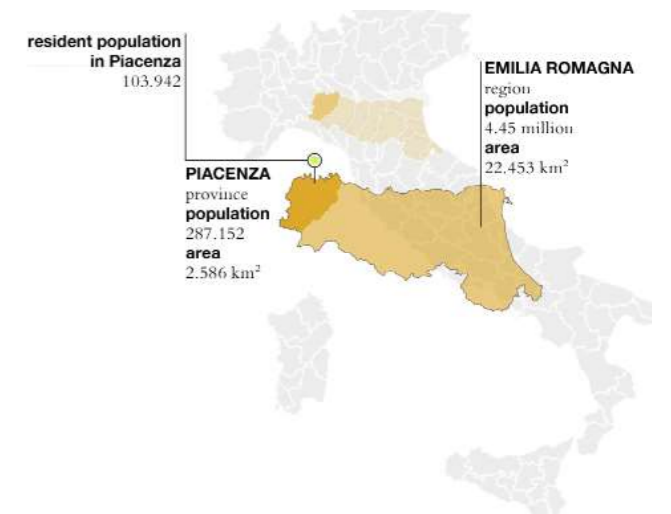 resident population
in Piacenza
103.942
EMILIA ROMAGNA
region
population
4.45 million
area
22.453 km²
PIACENZA
province
population
287.152
area
2.586 km²